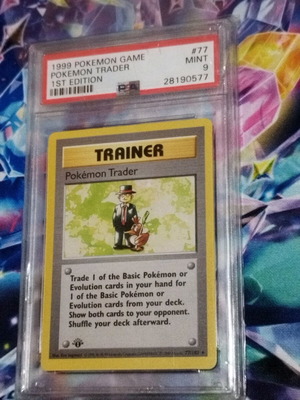 1999 POKEMON GAME #77
POKEMON TRADER MINT 9
1ST EDITION 28190577
PSA
TRAINER
Pokémon Trader
Trade 1 of the Basic Pokémon or
Evolution cards in your hand for
1 of the Basic Pokémon or
Evolution cards from your deck.
Show both cards to your opponent.
Shuffle your deck afterward.